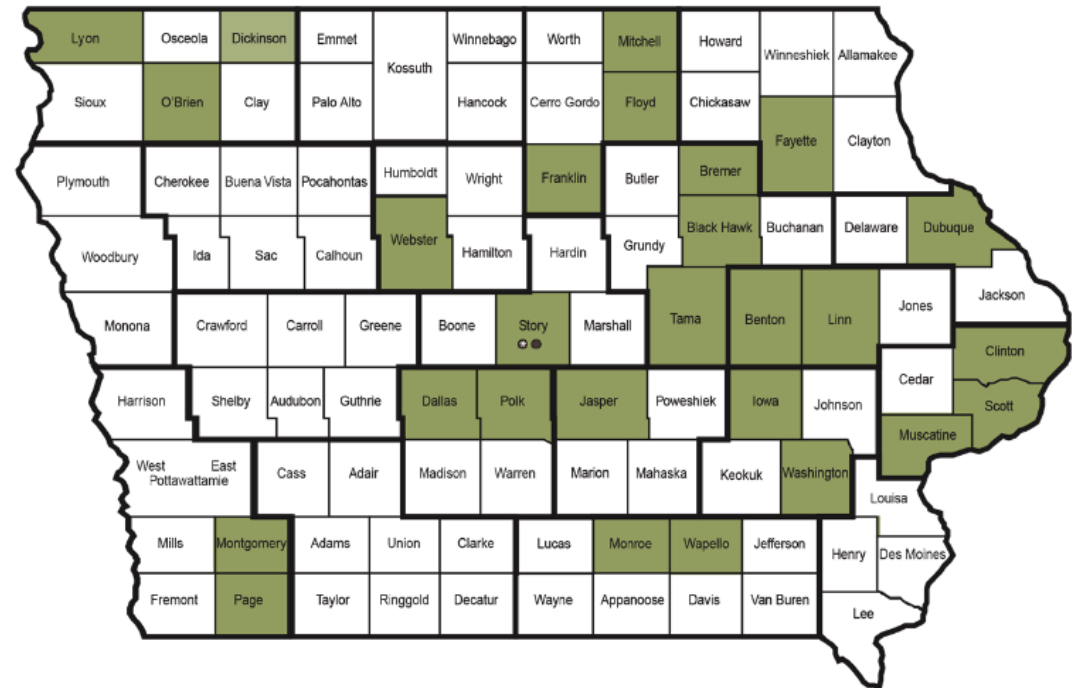 Lyon
Osceola
Dickinson
Emmet
Kossuth
Winnebago
Worth
Mitchell
Howard
Winneshiek
Allamakee
Sioux
O'Brien
Clay
Palo Alto
Hancock
Cerro Gordo
Floyd
Chickasaw
Fayette
Clayton
Plymouth
Cherokee
Buena Vista
Pocahontas
Humboldt
Wright
Franklin
Butler
Bremer
Woodbury
Ida
Sac
Calhoun
Webster
Hamilton
Hardin
Grundy
Black Hawk
Buchanan
Delaware
Dubuque
Monona
Crawford
Carroll
Greene
Boone
Story
Marshall
Tama
Benton
Linn
Jones
Jackson
Clinton
Cedar
Harrison
Shelby
Audubon
Guthrie
Dallas
Polk
Jasper
Poweshiek
Iowa
Johnson
Scott
Muscatine
West East
Pottawattamie
Cass
Adair
Madison
Warren
Marion
Mahaska
Keokuk
Washington
Louisa
Mills
Montgomery
Adams
Union
Clarke
Lucas
Monroe
Wapello
Jefferson
Henry
Des Moines
Fremont
Page
Taylor
Ringgold
Decatur
Wayne
Appanoose
Davis
Van Buren
Lee